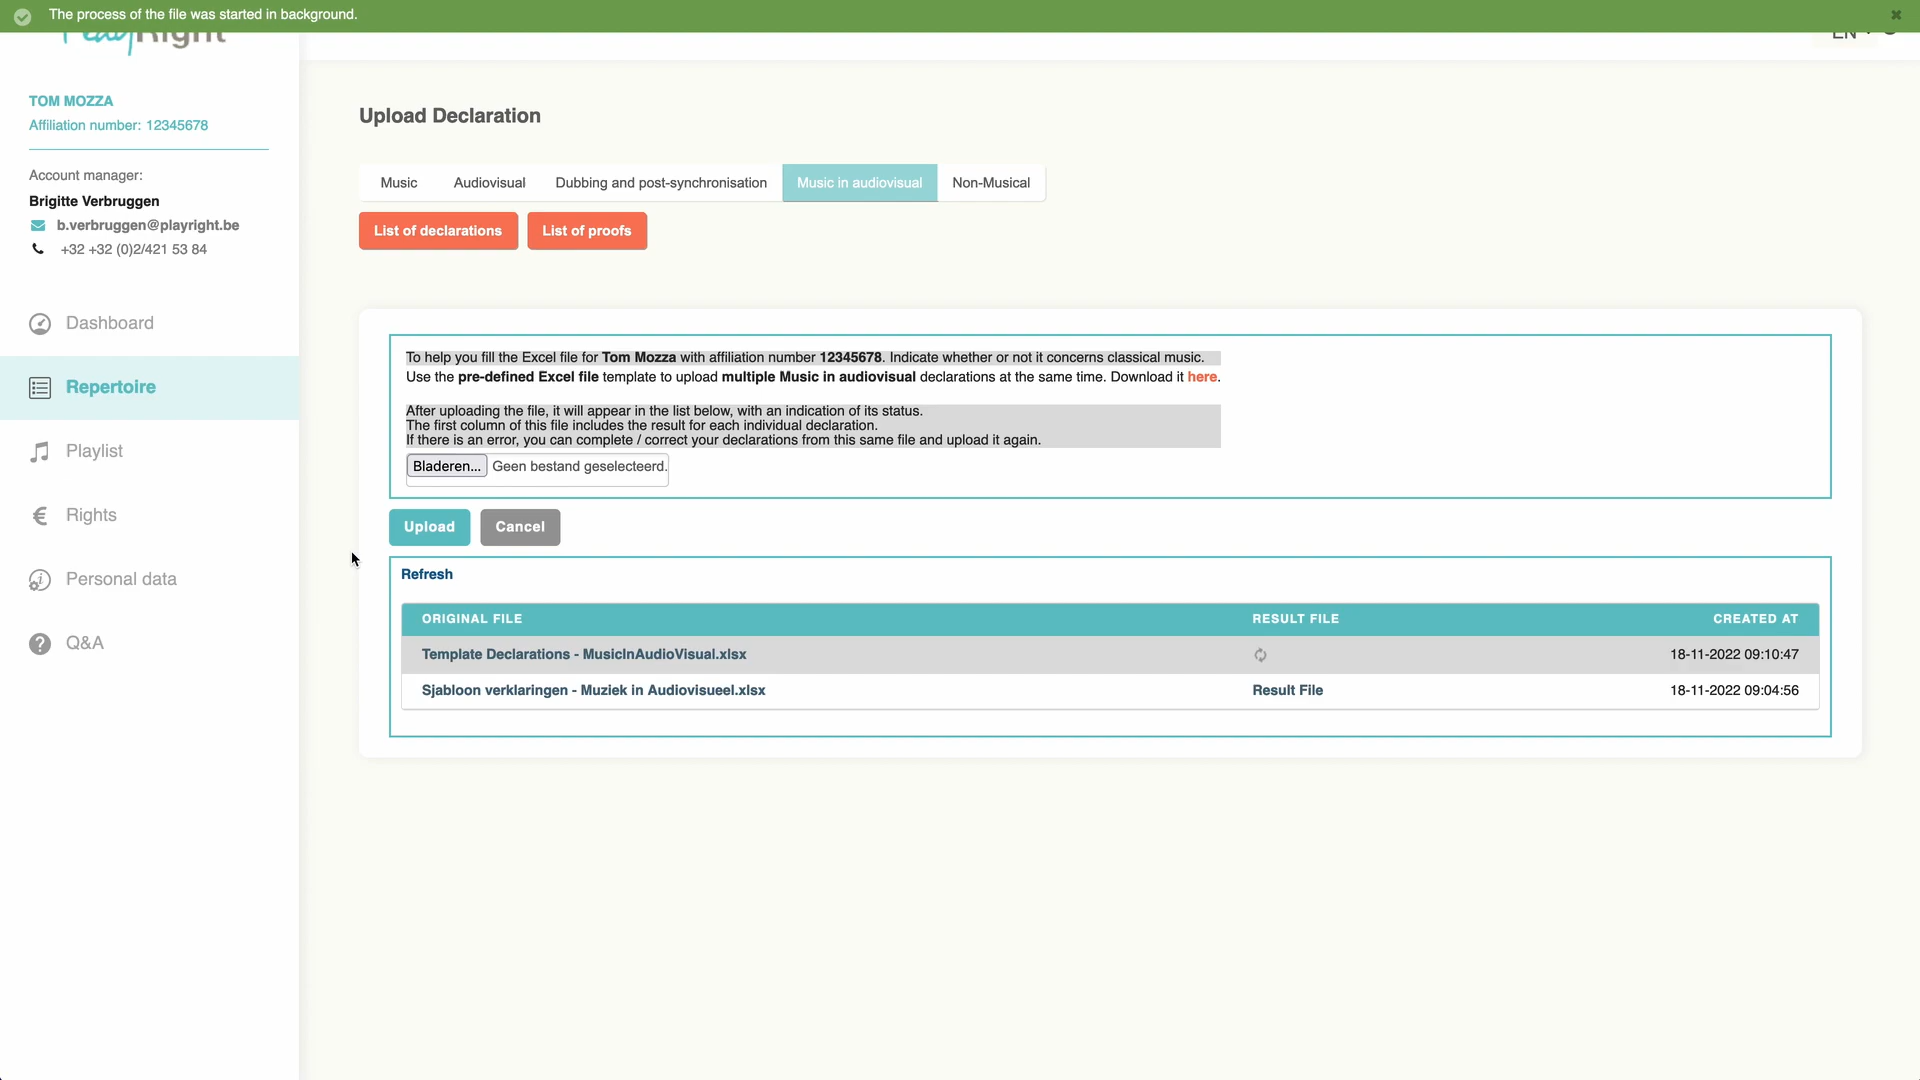 The process of the file was started in background.
EN
TOM MOZZA
Affiliation number: 12345678
Account manager:
Brigitte Verbruggen
b.verbruggen@playright.be
+32 +32 (0)2/421 53 84
Dashboard
Repertoire
Playlist
Rights
Personal data
Q&A
Upload Declaration
Music Audiovisual Dubbing and post-synchronisation Music in audiovisual Non-Musical
List of declarations List of proofs
To help you fill the Excel file for Tom Mozza with affiliation number 12345678. Indicate whether or not it concerns classical music.
Use the pre-defined Excel file template to upload multiple Music in audiovisual declarations at the same time. Download it here.
After uploading the file, it will appear in the list below, with an indication of its status.
The first column of this file includes the result for each individual declaration.
If there is an error, you can complete / correct your declarations from this same file and upload it again.
Bladeren... Geen bestand geselecteerd.
Upload Cancel
Refresh
ORIGINAL FILE RESULT FILE CREATED AT
Template Declarations - MusicInAudioVisual.xlsx 18-11-2022 09:10:47
Sjabloon verklaringen - Muziek in Audiovisueel.xlsx Result File 18-11-2022 09:04:56